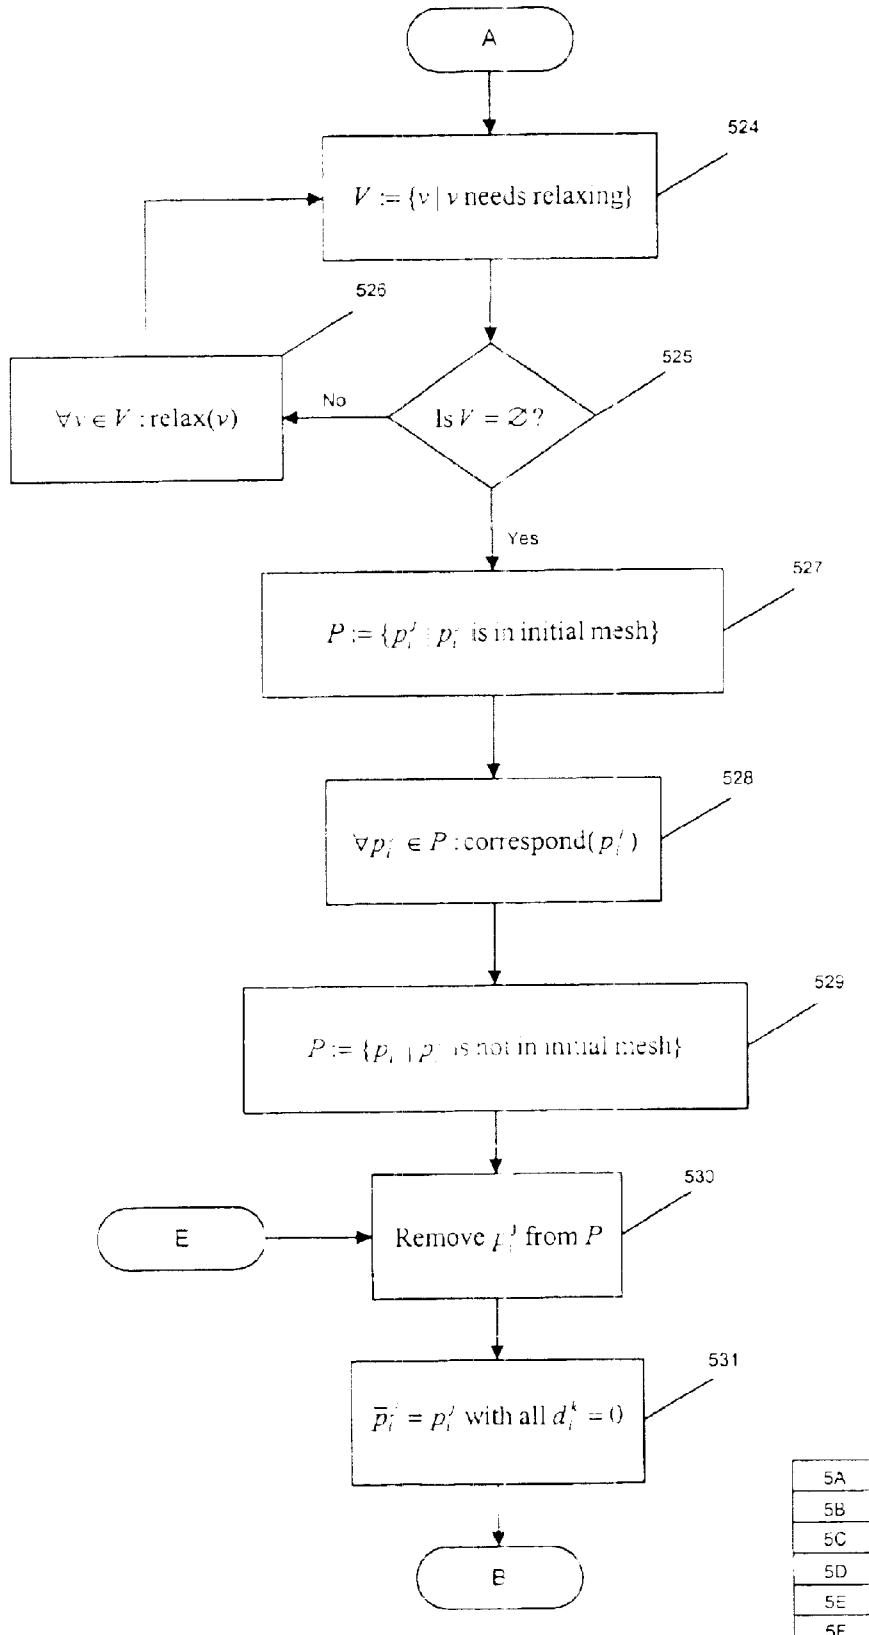 A
524
V := {v | v needs relaxing}
526
525
∀v ∈ V : relax(v)
No
Is V = ∅ ?
Yes
527
P := {p_i^j | p_i^j is in initial mesh}
528
∀p_i^j ∈ P : correspond( p_i^j )
529
P := {p_i^j | p_i^j is not in initial mesh}
530
E
Remove p_i^j from P
531
p̅_i^j = p_i^j with all d_i^k = 0
B
5A
5B
5C
5D
5E
5F